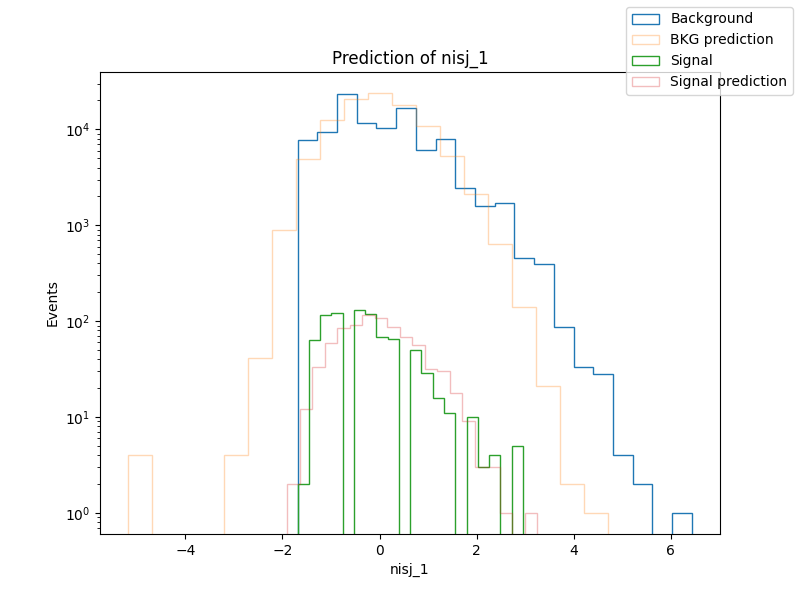 Prediction of nisj_1
Background
BKG prediction
Signal
Signal prediction
Events
10^4
10^3
10^2
10^1
10^0
−4 −2 0 2 4 6
nisj_1